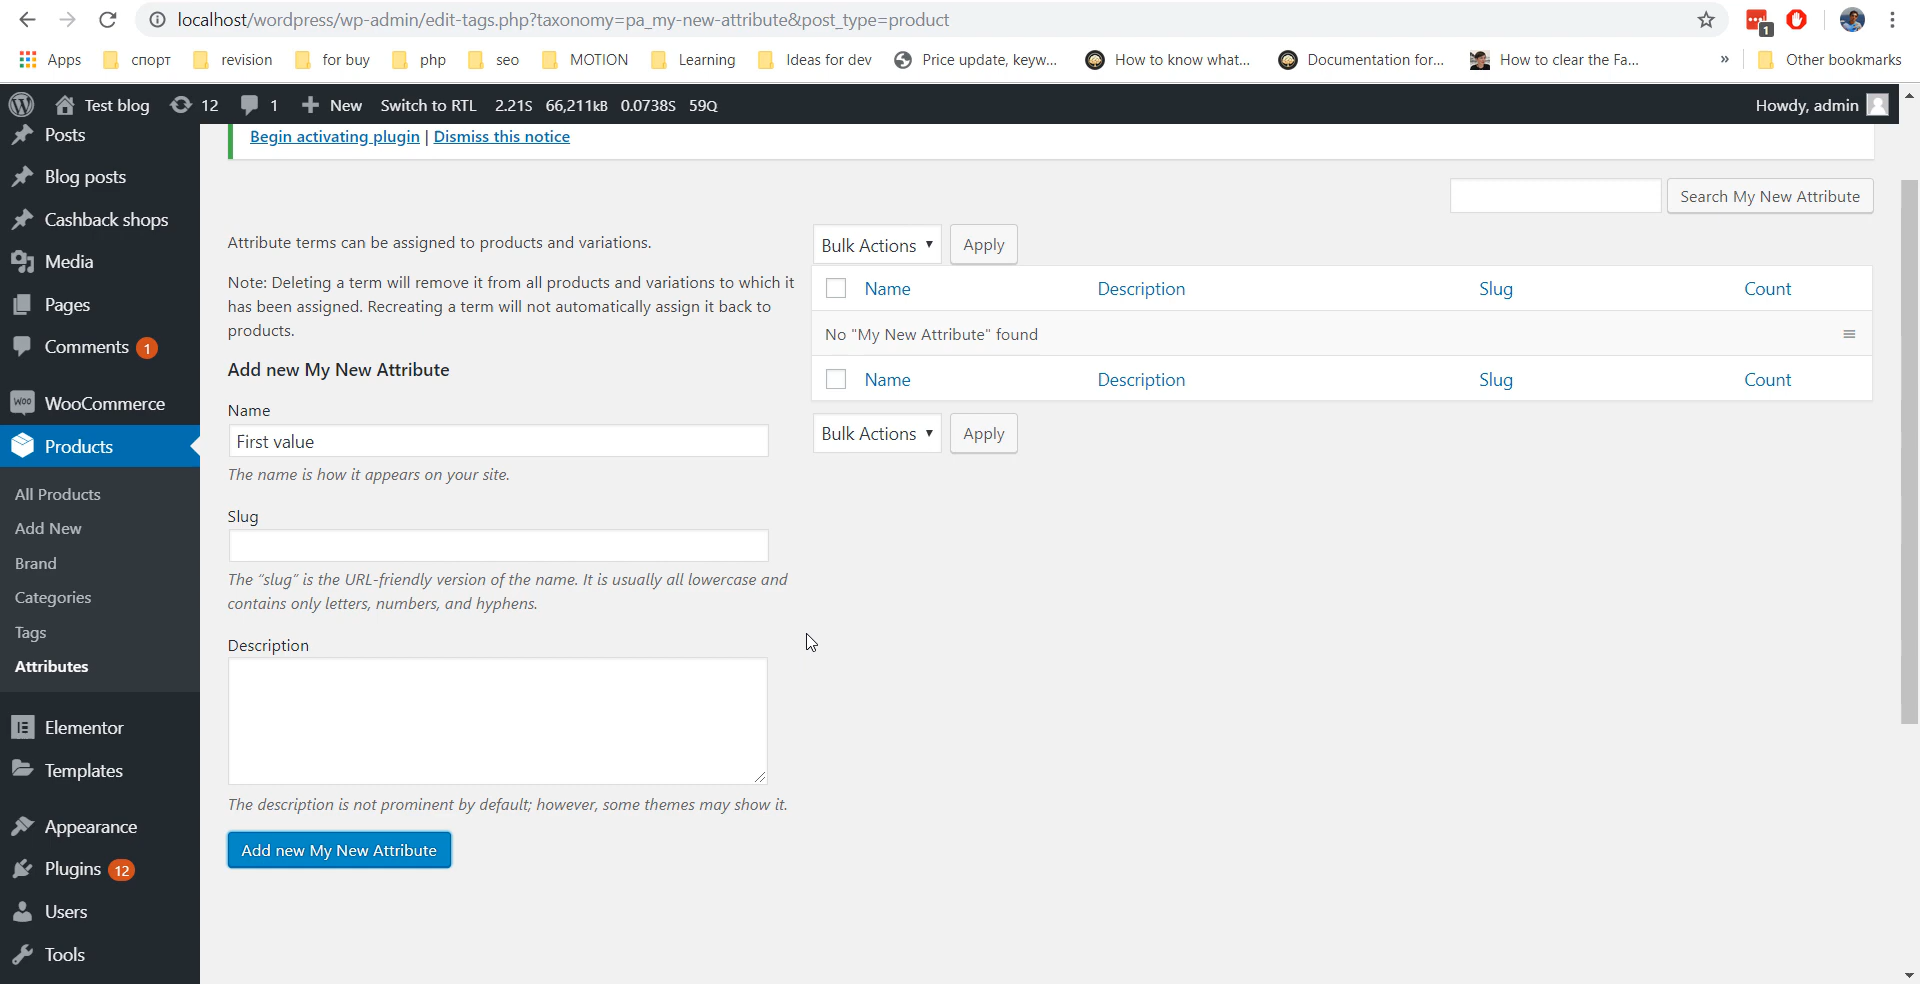 localhost/wordpress/wp-admin/edit-tags.php?taxonomy=pa_my-new-attribute&post_type=product
1
Apps спорт revision for buy php seo MOTION Learning Ideas for dev Price update, keyw... How to know what... Documentation for... How to clear the Fa... » Other bookmarks
Test blog 12 1 New Switch to RTL 2.21S 66,211KB 0.0738S 59Q Howdy, admin
Posts
Blog posts
Cashback shops
Media
Pages
Comments 1
WOO WooCommerce
Products
All Products
Add New
Brand
Categories
Tags
Attributes
Elementor
Templates
Appearance
Plugins 12
Users
Tools
Begin activating plugin | Dismiss this notice
Search My New Attribute
Attribute terms can be assigned to products and variations.
Note: Deleting a term will remove it from all products and variations to which it
has been assigned. Recreating a term will not automatically assign it back to
products.
Add new My New Attribute
Name
First value
The name is how it appears on your site.
Slug
The “slug” is the URL-friendly version of the name. It is usually all lowercase and
contains only letters, numbers, and hyphens.
Description
The description is not prominent by default; however, some themes may show it.
Add new My New Attribute
Bulk Actions Apply
Name Description Slug Count
No "My New Attribute" found
Name Description Slug Count
Bulk Actions Apply